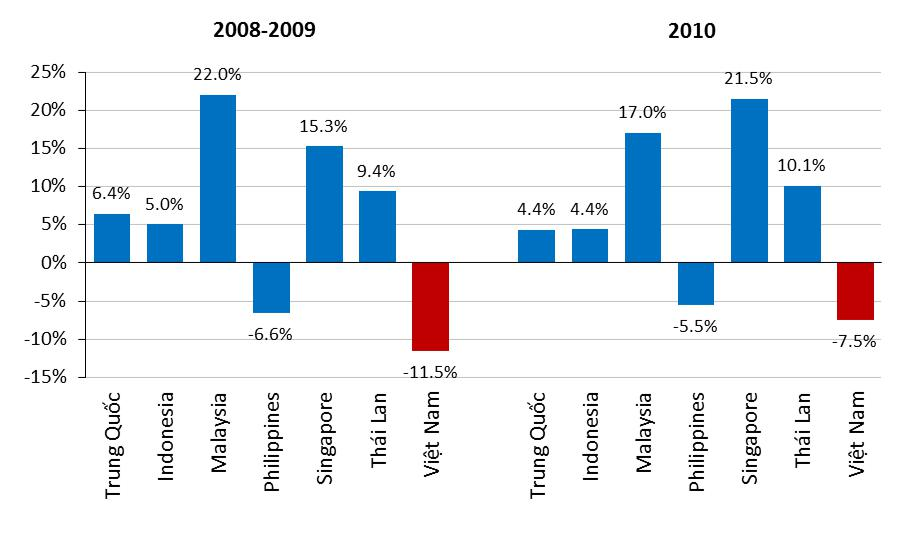 2008-2009
2010
25%
20%
15%
10%
5%
0%
-5%
-10%
-15%
6.4%
5.0%
22.0%
-6.6%
15.3%
9.4%
-11.5%
4.4%
4.4%
17.0%
-5.5%
21.5%
10.1%
-7.5%
Trung Quốc
Indonesia
Malaysia
Philippines
Singapore
Thái Lan
Việt Nam
Trung Quốc
Indonesia
Malaysia
Philippines
Singapore
Thái Lan
Việt Nam